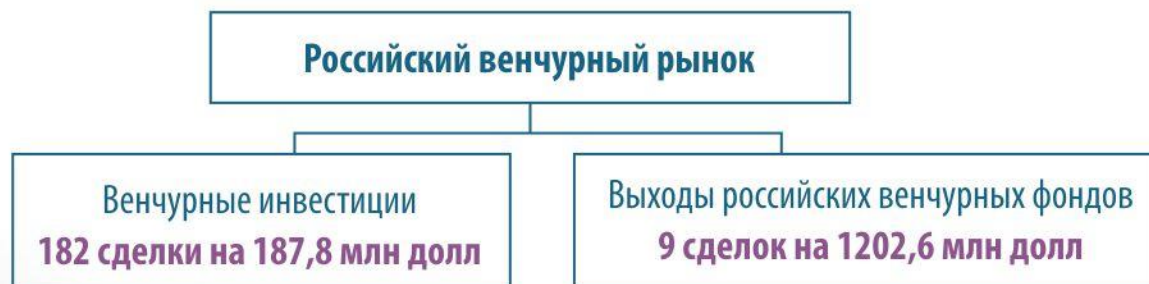 Российский венчурный рынок
Венчурные инвестиции
182 сделки на 187,8 млн долл
Выходы российских венчурных фондов
9 сделок на 1202,6 млн долл